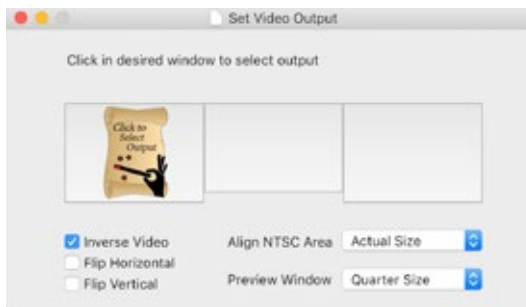 Set Video Output
Click in desired window to select output
Click to
Select
Output
Inverse Video
Align NTSC Area
Actual Size
Flip Horizontal
Flip Vertical
Preview Window
Quarter Size